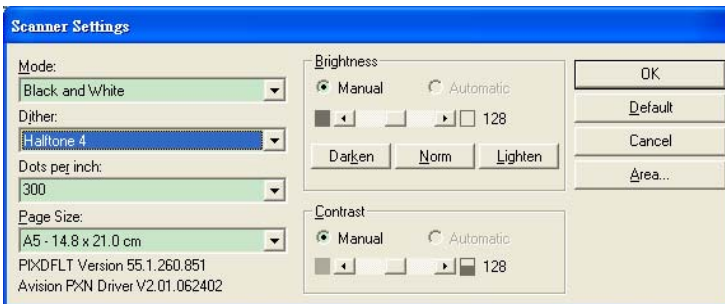 Scanner Settings
Mode:
Black and White
Dither:
Halftone 4
Dots per inch:
300
Page Size:
A5 - 14.8 x 21.0 cm
PIXDFLT Version 55.1.260.851
Avision PXN Driver V2.01.062402
Brightness
Manual Automatic
128
Darken Norm Lighten
Contrast
Manual Automatic
128
OK
Default
Cancel
Area...